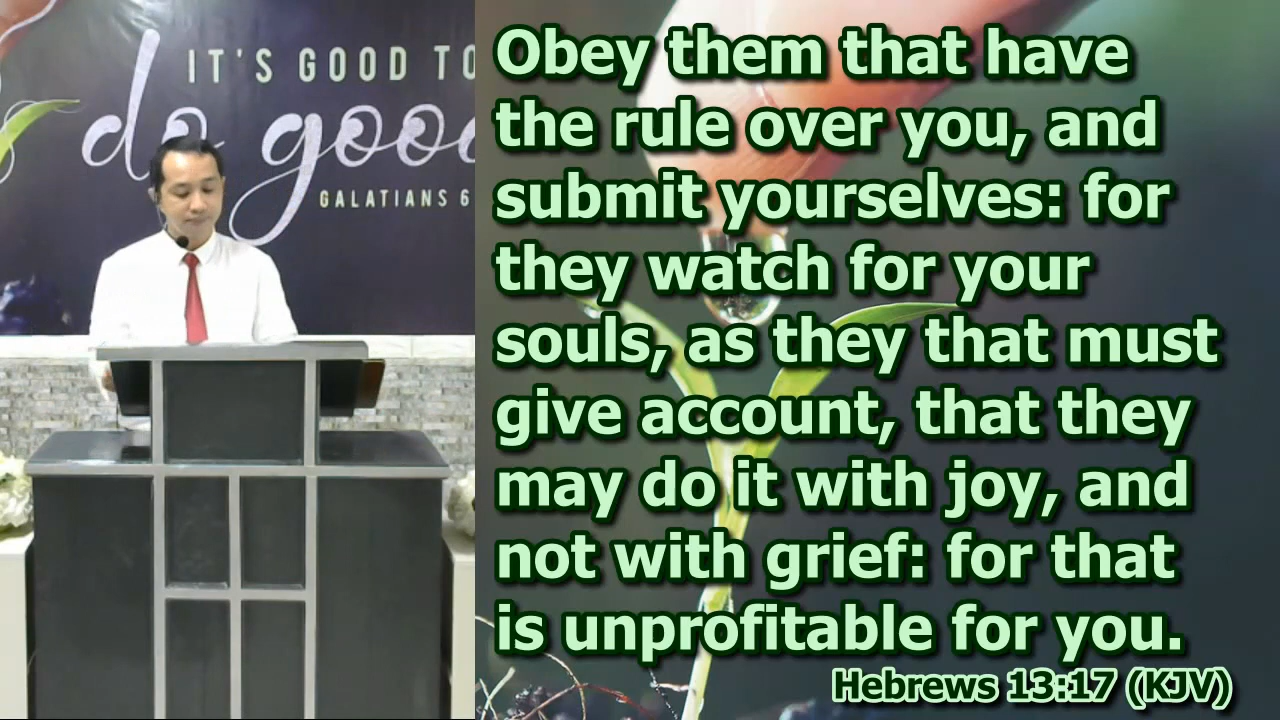 IT'S GOOD TO
do good
GALATIANS 6
Obey them that have
the rule over you, and
submit yourselves: for
they watch for your
souls, as they that must
give account, that they
may do it with joy, and
not with grief: for that
is unprofitable for you.
Hebrews 13:17 (KJV)